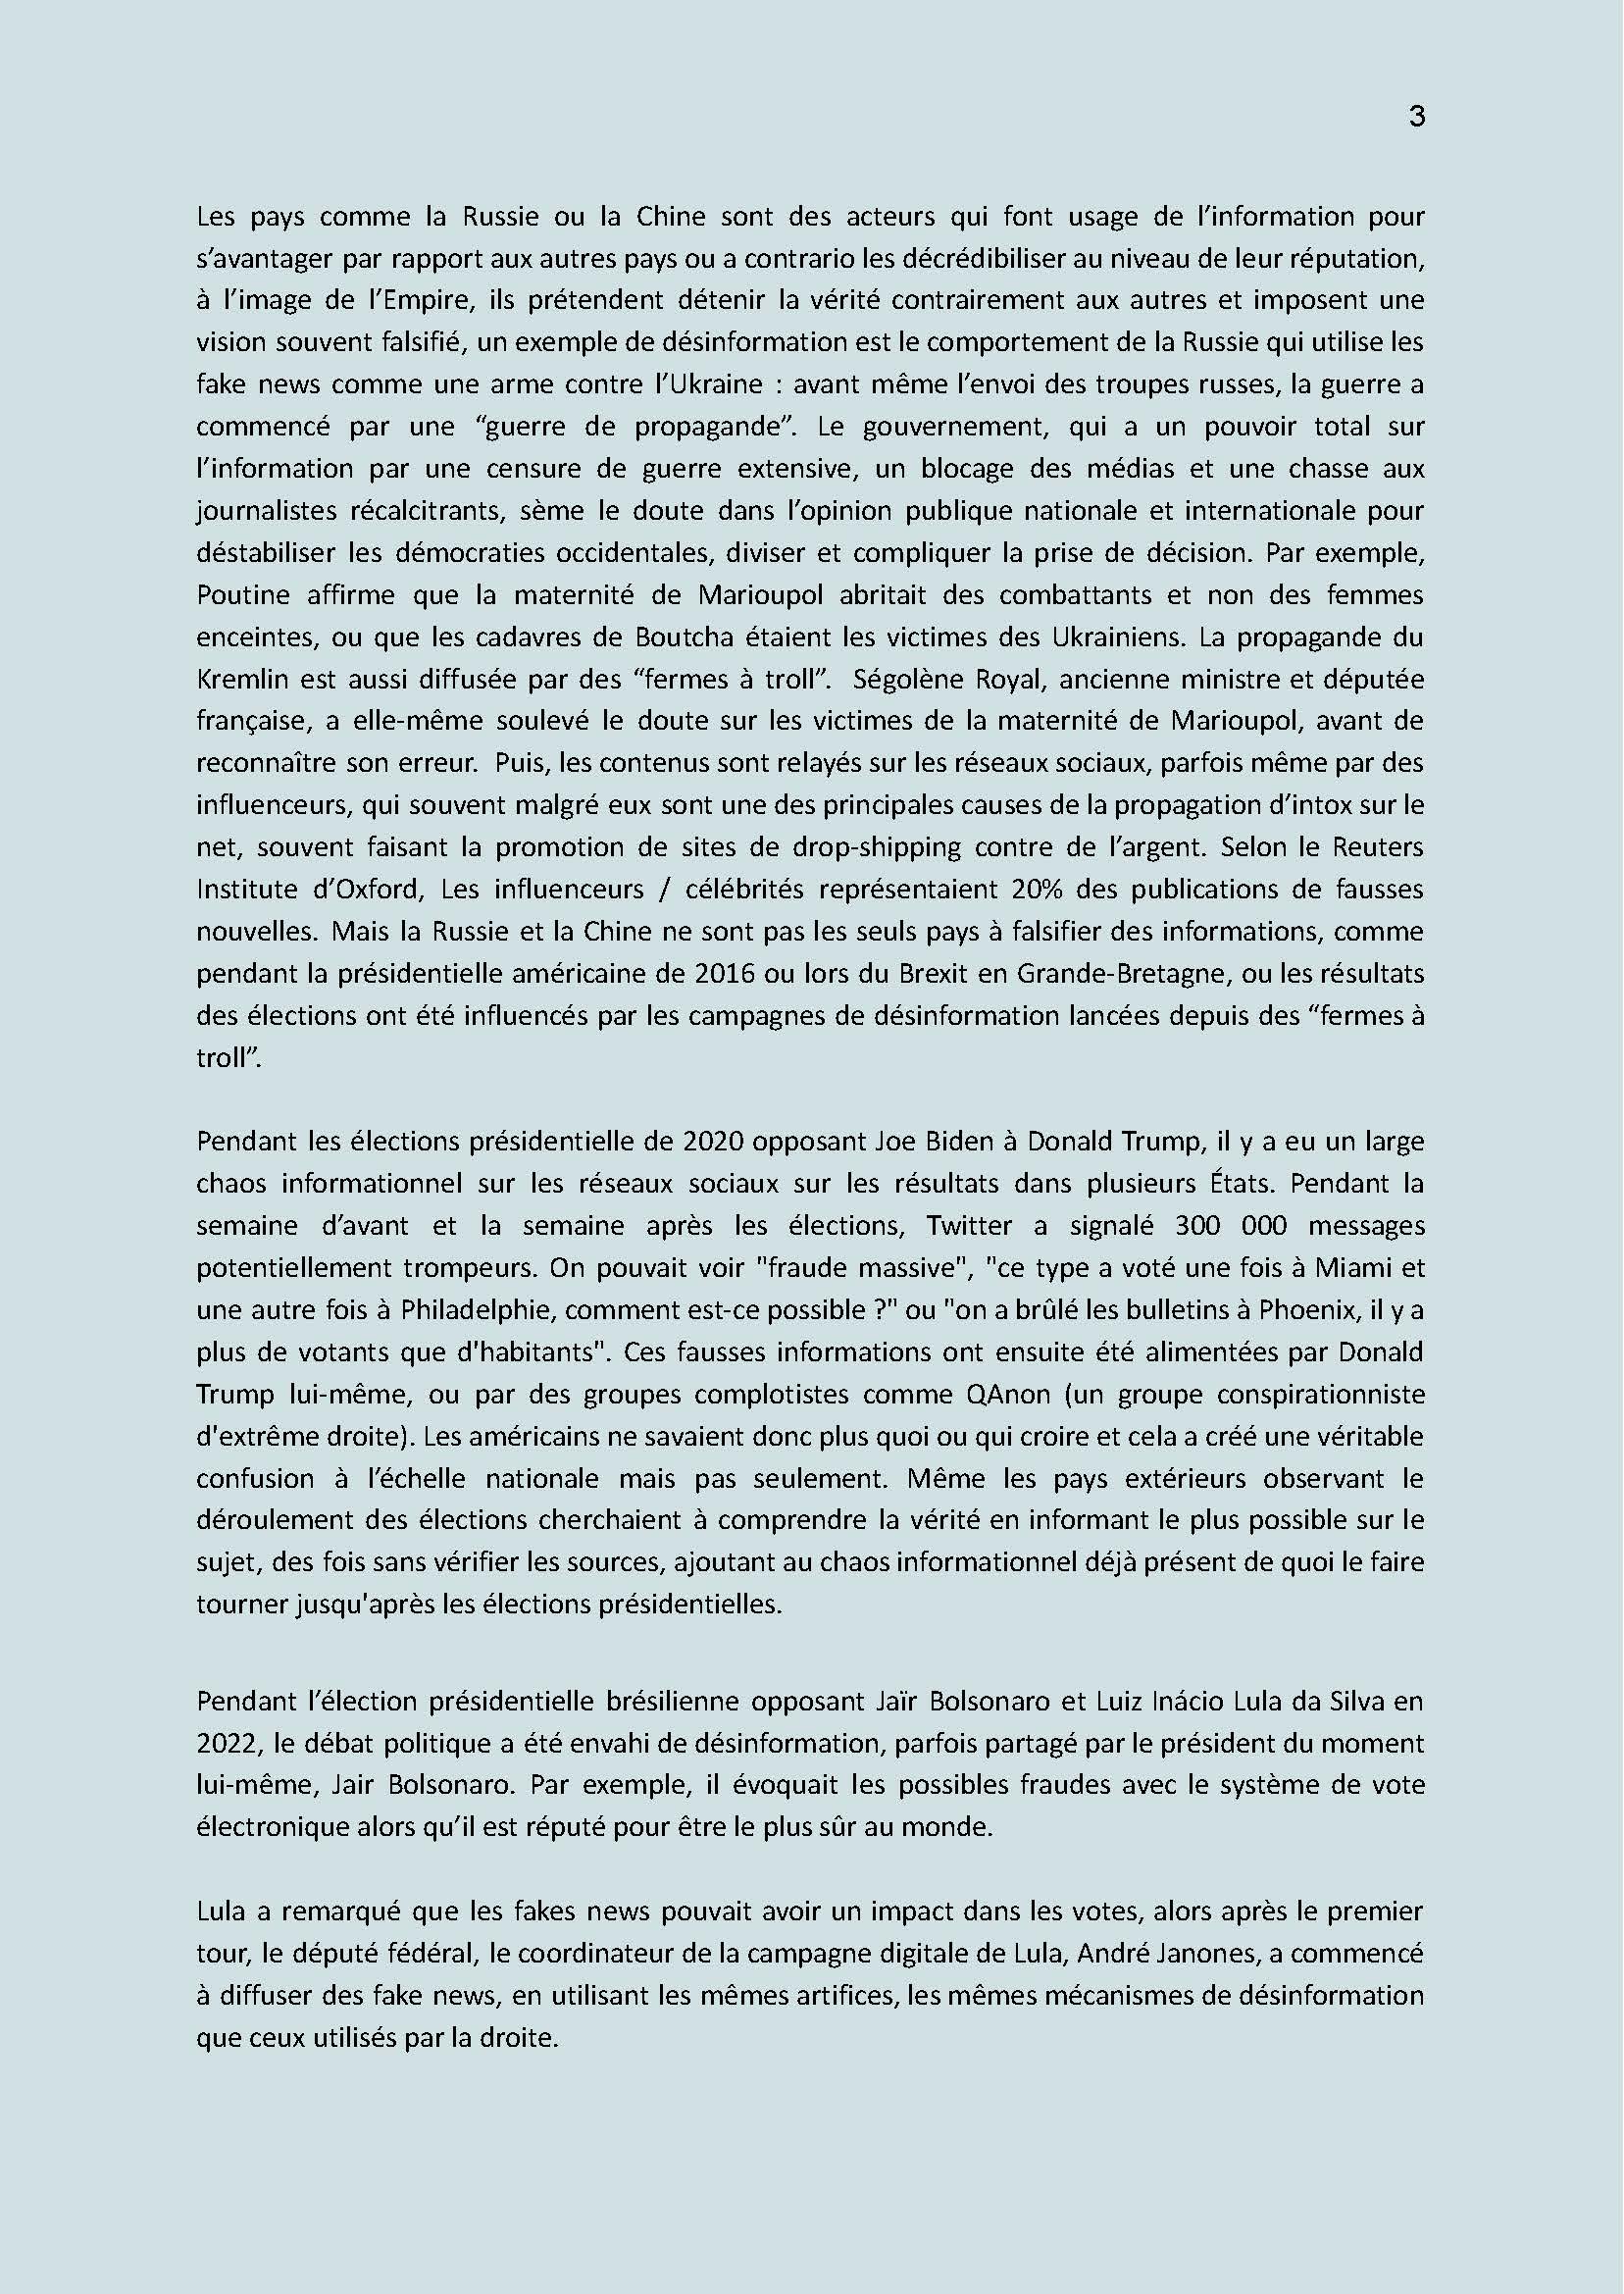 3
Les pays comme la Russie ou la Chine sont des acteurs qui font usage de l’information pour
s’avantager par rapport aux autres pays ou a contrario les décrédibiliser au niveau de leur réputation,
à l’image de l’Empire, ils prétendent détenir la vérité contrairement aux autres et imposent une
vision souvent falsifié, un exemple de désinformation est le comportement de la Russie qui utilise les
fake news comme une arme contre l’Ukraine : avant même l’envoi des troupes russes, la guerre a
commencé par une “guerre de propagande”. Le gouvernement, qui a un pouvoir total sur
l’information par une censure de guerre extensive, un blocage des médias et une chasse aux
journalistes récalcitrants, sème le doute dans l’opinion publique nationale et internationale pour
déstabiliser les démocraties occidentales, diviser et compliquer la prise de décision. Par exemple,
Poutine affirme que la maternité de Marioupol abritait des combattants et non des femmes
enceintes, ou que les cadavres de Boutcha étaient les victimes des Ukrainiens. La propagande du
Kremlin est aussi diffusée par des “fermes à troll”. Ségolène Royal, ancienne ministre et députée
française, a elle-même soulevé le doute sur les victimes de la maternité de Marioupol, avant de
reconnaître son erreur. Puis, les contenus sont relayés sur les réseaux sociaux, parfois même par des
influenceurs, qui souvent malgré eux sont une des principales causes de la propagation d’intox sur le
net, souvent faisant la promotion de sites de drop-shipping contre de l’argent. Selon le Reuters
Institute d’Oxford, Les influenceurs / célébrités représentaient 20% des publications de fausses
nouvelles. Mais la Russie et la Chine ne sont pas les seuls pays à falsifier des informations, comme
pendant la présidentielle américaine de 2016 ou lors du Brexit en Grande-Bretagne, ou les résultats
des élections ont été influencés par les campagnes de désinformation lancées depuis des “fermes à
troll”.
Pendant les élections présidentielle de 2020 opposant Joe Biden à Donald Trump, il y a eu un large
chaos informationnel sur les réseaux sociaux sur les résultats dans plusieurs États. Pendant la
semaine d’avant et la semaine après les élections, Twitter a signalé 300 000 messages
potentiellement trompeurs. On pouvait voir "fraude massive", "ce type a voté une fois à Miami et
une autre fois à Philadelphie, comment est-ce possible ?" ou "on a brûlé les bulletins à Phoenix, il y a
plus de votants que d'habitants". Ces fausses informations ont ensuite été alimentées par Donald
Trump lui-même, ou par des groupes complotistes comme QAnon (un groupe conspirationniste
d'extrême droite). Les américains ne savaient donc plus quoi ou qui croire et cela a créé une véritable
confusion à l’échelle nationale mais pas seulement. Même les pays extérieurs observant le
déroulement des élections cherchaient à comprendre la vérité en informant le plus possible sur le
sujet, des fois sans vérifier les sources, ajoutant au chaos informationnel déjà présent de quoi le faire
tourner jusqu'après les élections présidentielles.
Pendant l’élection présidentielle brésilienne opposant Jaïr Bolsonaro et Luiz Inácio Lula da Silva en
2022, le débat politique a été envahi de désinformation, parfois partagé par le président du moment
lui-même, Jair Bolsonaro. Par exemple, il évoquait les possibles fraudes avec le système de vote
électronique alors qu’il est réputé pour être le plus sûr au monde.
Lula a remarqué que les fakes news pouvait avoir un impact dans les votes, alors après le premier
tour, le député fédéral, le coordinateur de la campagne digitale de Lula, André Janones, a commencé
à diffuser des fake news, en utilisant les mêmes artifices, les mêmes mécanismes de désinformation
que ceux utilisés par la droite.